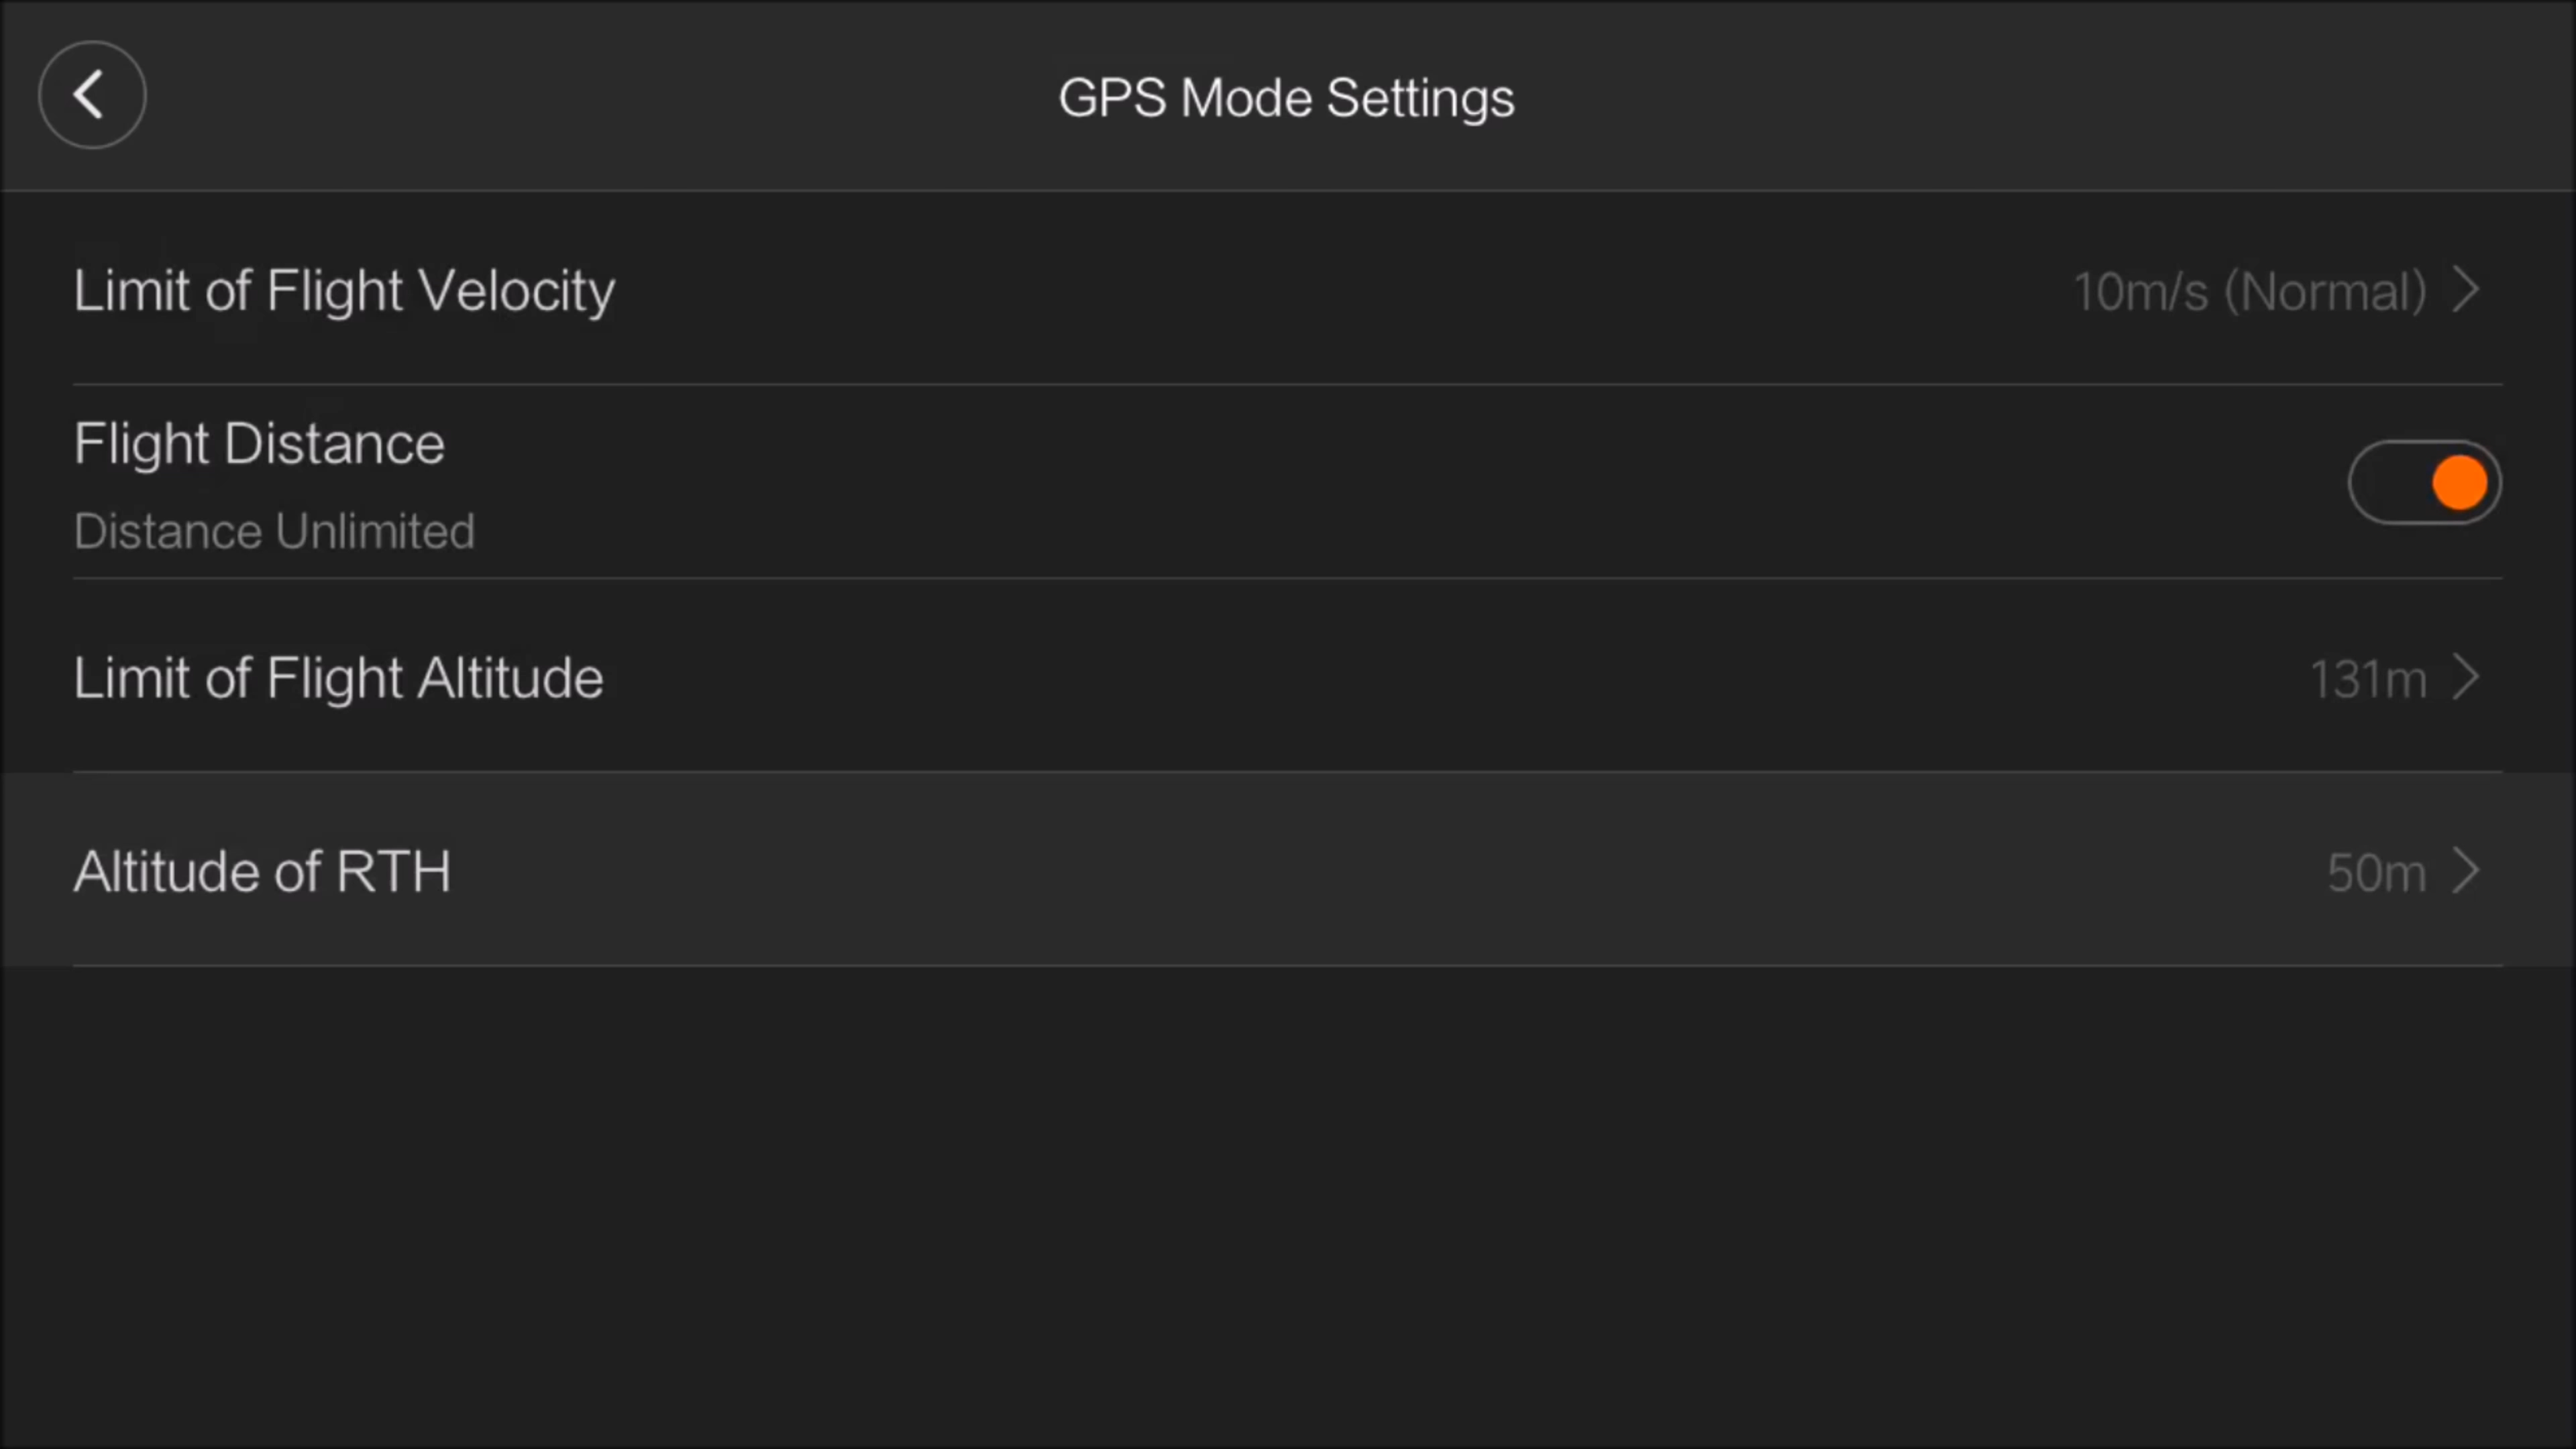 GPS Mode Settings
Limit of Flight Velocity
10m/s (Normal)
Flight Distance
Distance Unlimited
Limit of Flight Altitude
131m
Altitude of RTH
50m